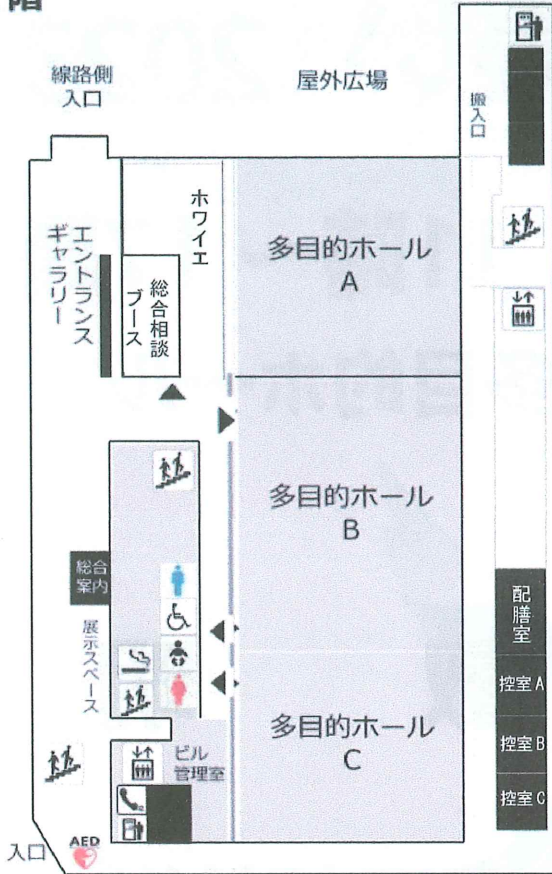 階
線路側
入口
屋外広場
搬入口
ホワイエ
エントランス
ギャラリー
総合相談
ブース
多目的ホール
A
多目的ホール
B
総合
案内
展示スペース
配膳室
控室A
多目的ホール
C
控室B
ビル
管理室
控室C
入口
AED